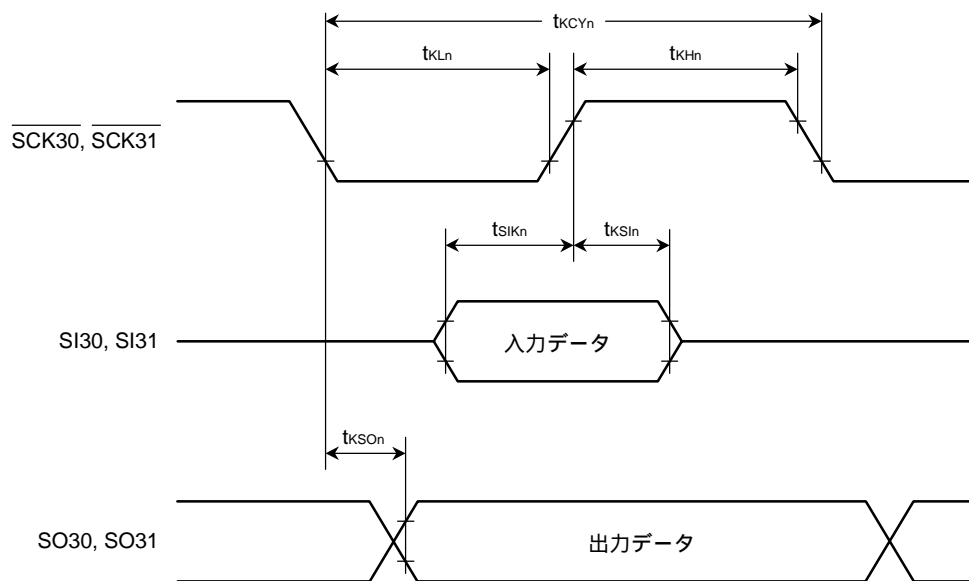 tKCYn
tKLn
tKHn
SCK30, SCK31
tSIKn
tKSIn
SI30, SI31
入力データ
tKSOn
SO30, SO31
出力データ